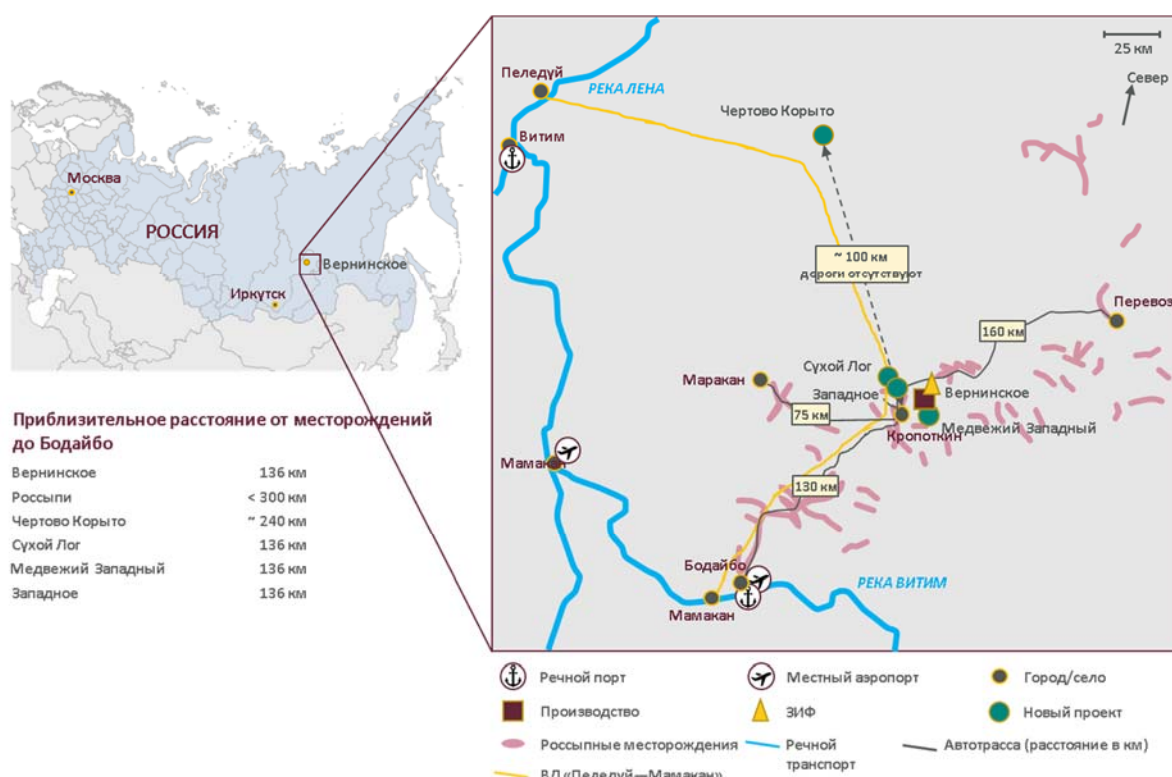 25 км
Север
Пеледуй
РЕКА ЛЕНА
Чертово Корыто
Витим
Москва
РОССИЯ
Вернинское
Иркутск
~ 100 км
дороги отсутствуют
Перевоз
160 км
Сухой Лог
Маракан
Западное
Вернинское
75 км
Медвежий Западный
Кропоткин
Приблизительное расстояние от месторождений
до Бодайбо
Вернинское 136 км
Россыпи < 300 км
Чертово Корыто ~ 240 км
Сухой Лог 136 км
Медвежий Западный 136 км
Западное 136 км
Мамакан
130 км
Бодайбо
РЕКА ВИТИМ
Мамакан
Речной порт
Местный аэропорт
Город/село
Производство
ЗИФ
Новый проект
Россыпные месторождения
Речной
транспорт
Автотрасса (расстояние в км)
ВЛ «Пеледуй—Мамакан»